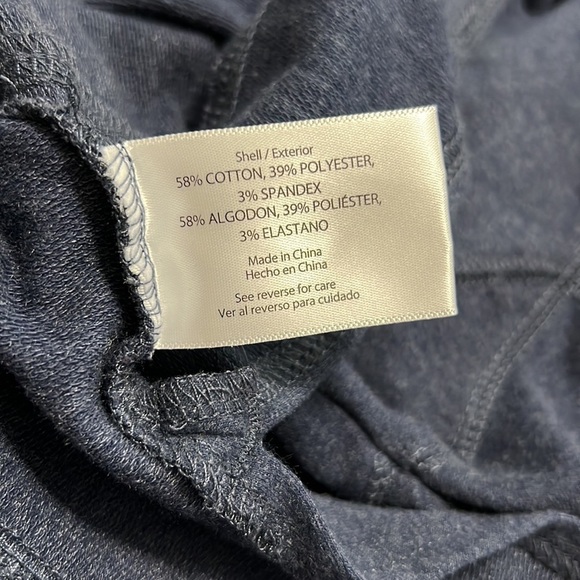 Shell / Exterior
58% COTTON, 39% POLYESTER,
3% SPANDEX
58% ALGODON, 39% POLIÉSTER,
3% ELASTANO
Made in China
Hecho en China
See reverse for care
Ver al reverso para cuidado